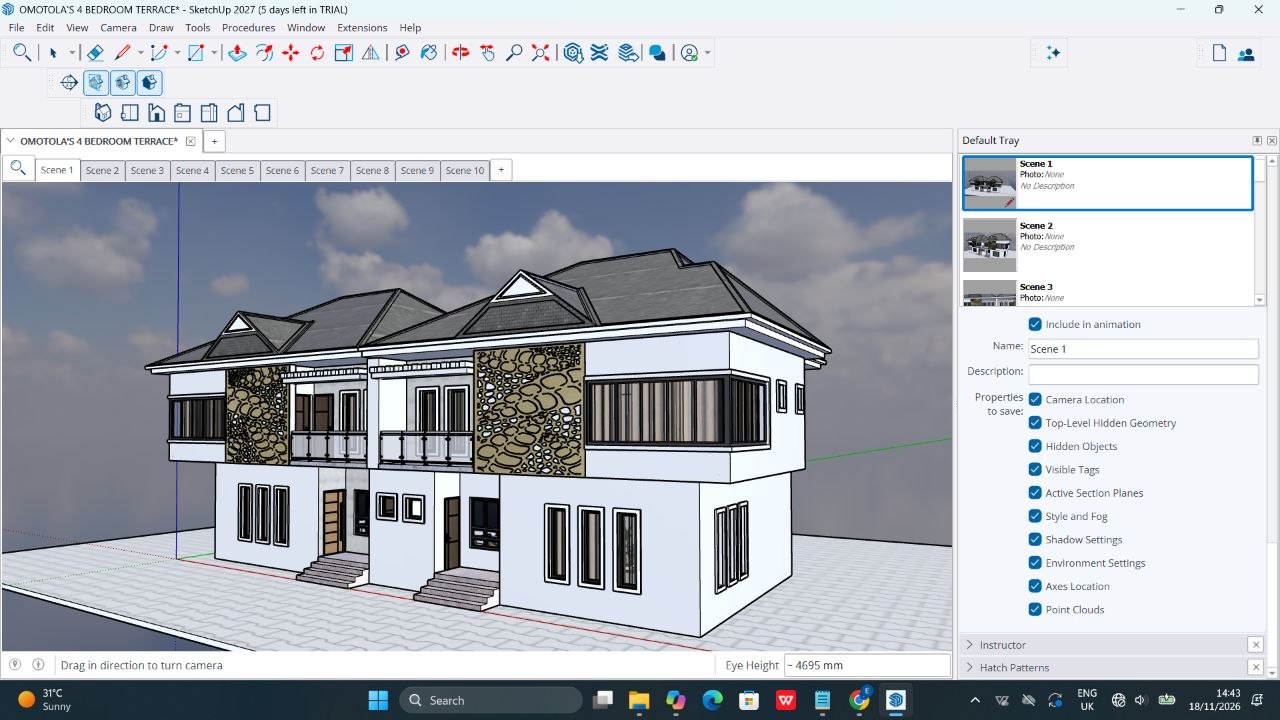 OMOTOLA'S 4 BEDROOM TERRACE* - SketchUp 2027 (5 days left in TRIAL)
File Edit View Camera Draw Tools Procedures Window Extensions Help
OMOTOLA'S 4 BEDROOM TERRACE*
+
Scene 1 Scene 2 Scene 3 Scene 4 Scene 5 Scene 6 Scene 7 Scene 8 Scene 9 Scene 10 +
Default Tray
Scene 1
Photo: None
No Description
Scene 2
Photo: None
No Description
Scene 3
Photo: None
Include in animation
Name: Scene 1
Description:
Properties to save:
Camera Location
Top-Level Hidden Geometry
Hidden Objects
Visible Tags
Active Section Planes
Style and Fog
Shadow Settings
Environment Settings
Axes Location
Point Clouds
Instructor
Hatch Patterns
Drag in direction to turn camera
Eye Height ~ 4695 mm
31°C
Sunny
Search
E
ENG
UK
14:43
18/11/2026